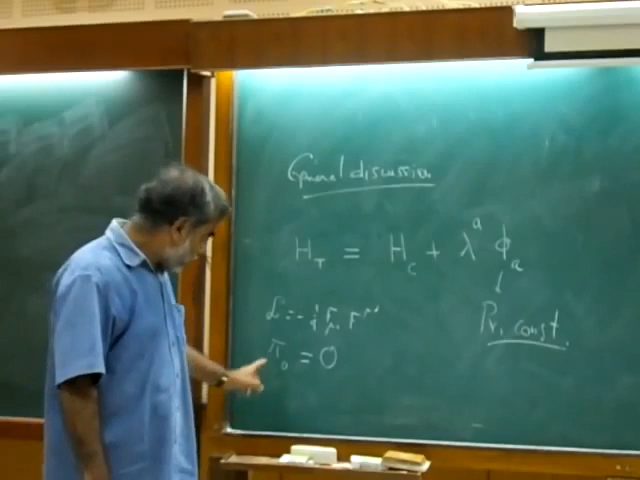 General discussion
H_T = H_c + λ^a φ_a
Pr. const.
L = - 1/4 F_μν F^μν
π_0 = 0